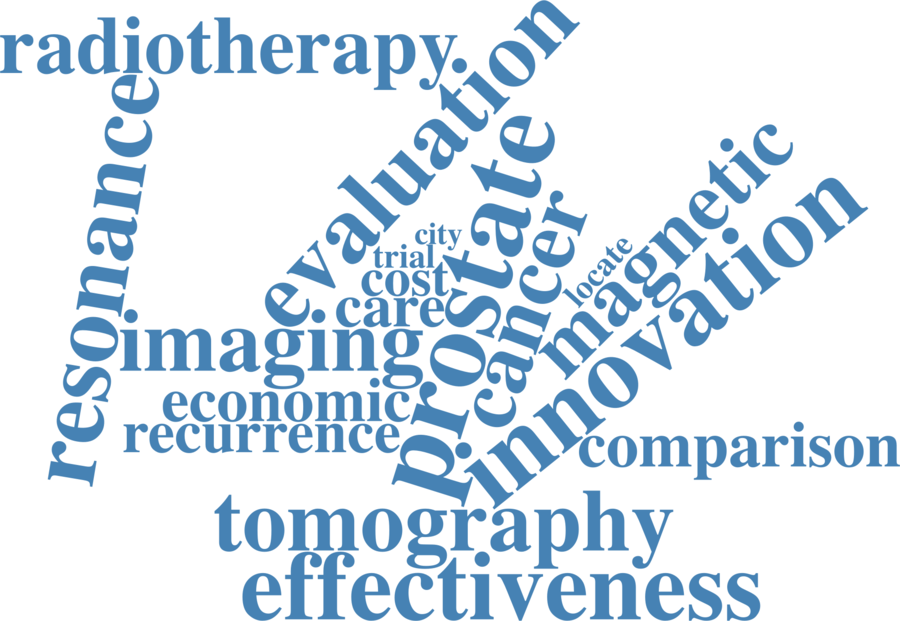 radiotherapy
evaluation
resonance
prostate
magnetic
innovation
cancer
city
locate
trial
cost
care
imaging
economic
recurrence
comparison
tomography
effectiveness